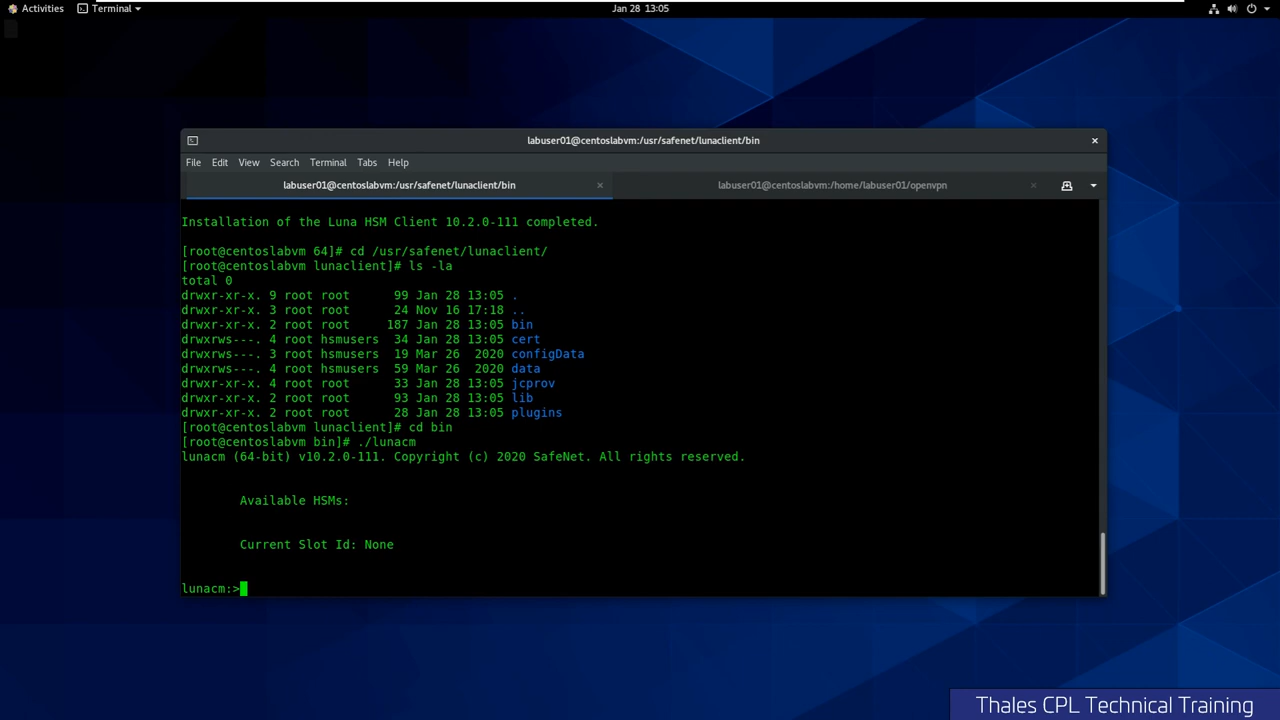 Activities Terminal Jan 28 13:05
labuser01@centoslabvm:/usr/safenet/lunaclient/bin
File Edit View Search Terminal Tabs Help
labuser01@centoslabvm:/usr/safenet/lunaclient/bin labuser01@centoslabvm:/home/labuser01/openvpn
Installation of the Luna HSM Client 10.2.0-111 completed.
[root@centoslabvm 64]# cd /usr/safenet/lunaclient/
[root@centoslabvm lunaclient]# ls -la
total 0
drwxr-xr-x. 9 root root      99 Jan 28 13:05 .
drwxr-xr-x. 3 root root      24 Nov 16 17:18 ..
drwxr-xr-x. 2 root root     187 Jan 28 13:05 bin
drwxrws---. 4 root hsmusers  34 Jan 28 13:05 cert
drwxrws---. 3 root hsmusers  19 Mar 26  2020 configData
drwxrws---. 4 root hsmusers  59 Mar 26  2020 data
drwxr-xr-x. 4 root root      33 Jan 28 13:05 jcprov
drwxr-xr-x. 2 root root      93 Jan 28 13:05 lib
drwxr-xr-x. 2 root root      28 Jan 28 13:05 plugins
[root@centoslabvm lunaclient]# cd bin
[root@centoslabvm bin]# ./lunacm
lunacm (64-bit) v10.2.0-111. Copyright (c) 2020 SafeNet. All rights reserved.
Available HSMs:
Current Slot Id: None
lunacm:>
Thales CPL Technical Training